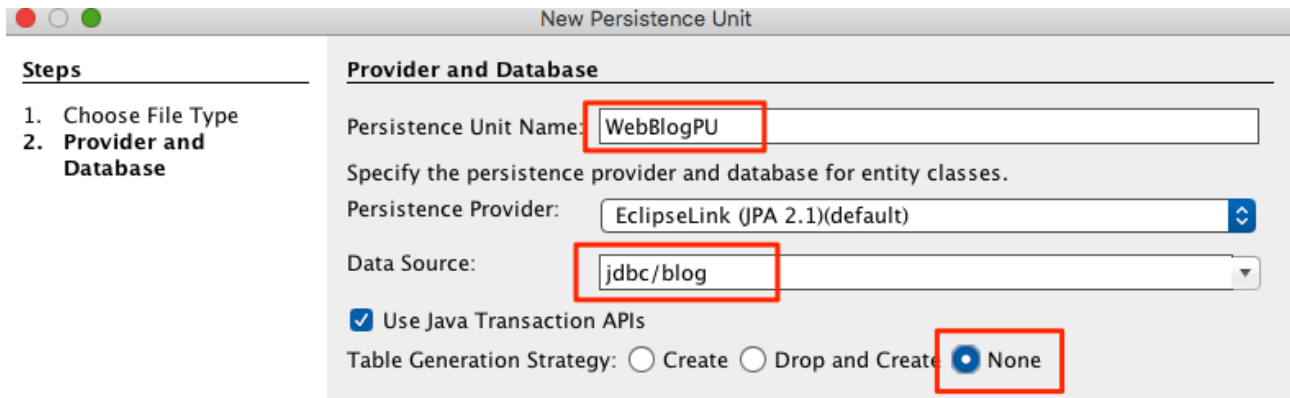 New Persistence Unit
Steps
1. Choose File Type
2. Provider and
Database
Provider and Database
Persistence Unit Name: WebBlogPU
Specify the persistence provider and database for entity classes.
Persistence Provider: EclipseLink (JPA 2.1)(default)
Data Source: jdbc/blog
Use Java Transaction APIs
Table Generation Strategy: Create Drop and Create None